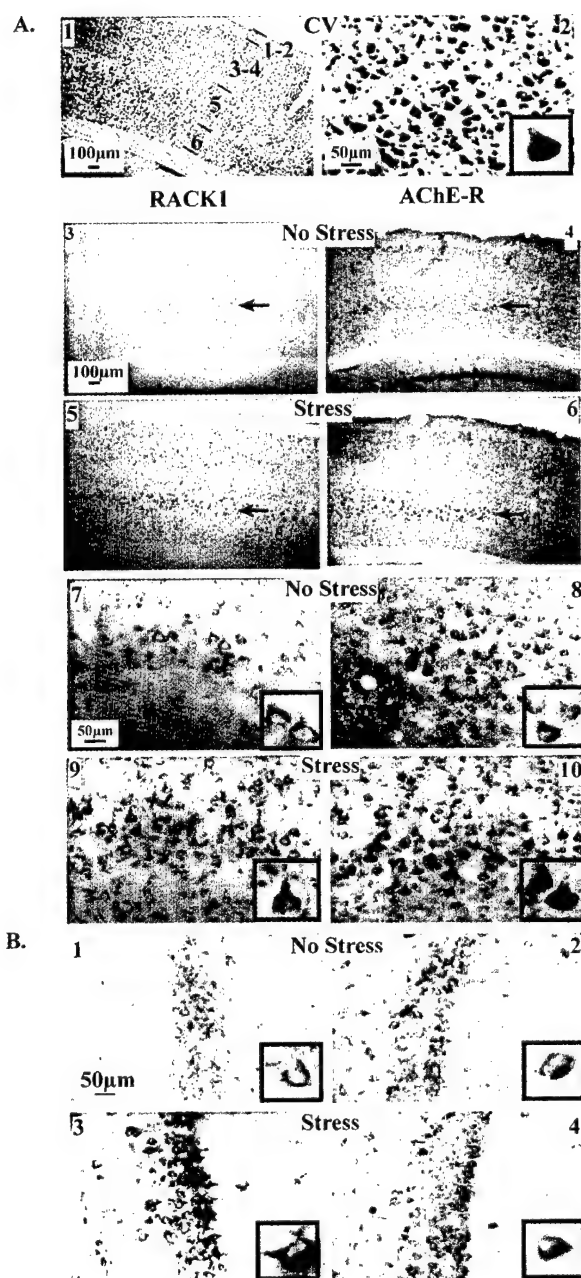 A.
1 CV 2
1-2
3-4
5
6
100µm 50µm
RACK1 AChE-R
3 No Stress 4
100µm
5 Stress 6
7 No Stress 8
50µm
9 Stress 10
B.
1 No Stress 2
50µm
3 Stress 4